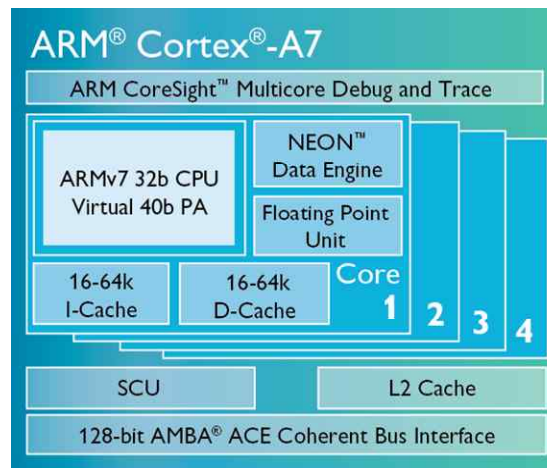 ARM® Cortex®-A7
ARM CoreSight™ Multicore Debug and Trace
ARMv7 32b CPU
Virtual 40b PA
NEON™
Data Engine
Floating Point
Unit
16-64k
I-Cache
16-64k
D-Cache
Core
1
2
3
4
SCU
L2 Cache
128-bit AMBA® ACE Coherent Bus Interface